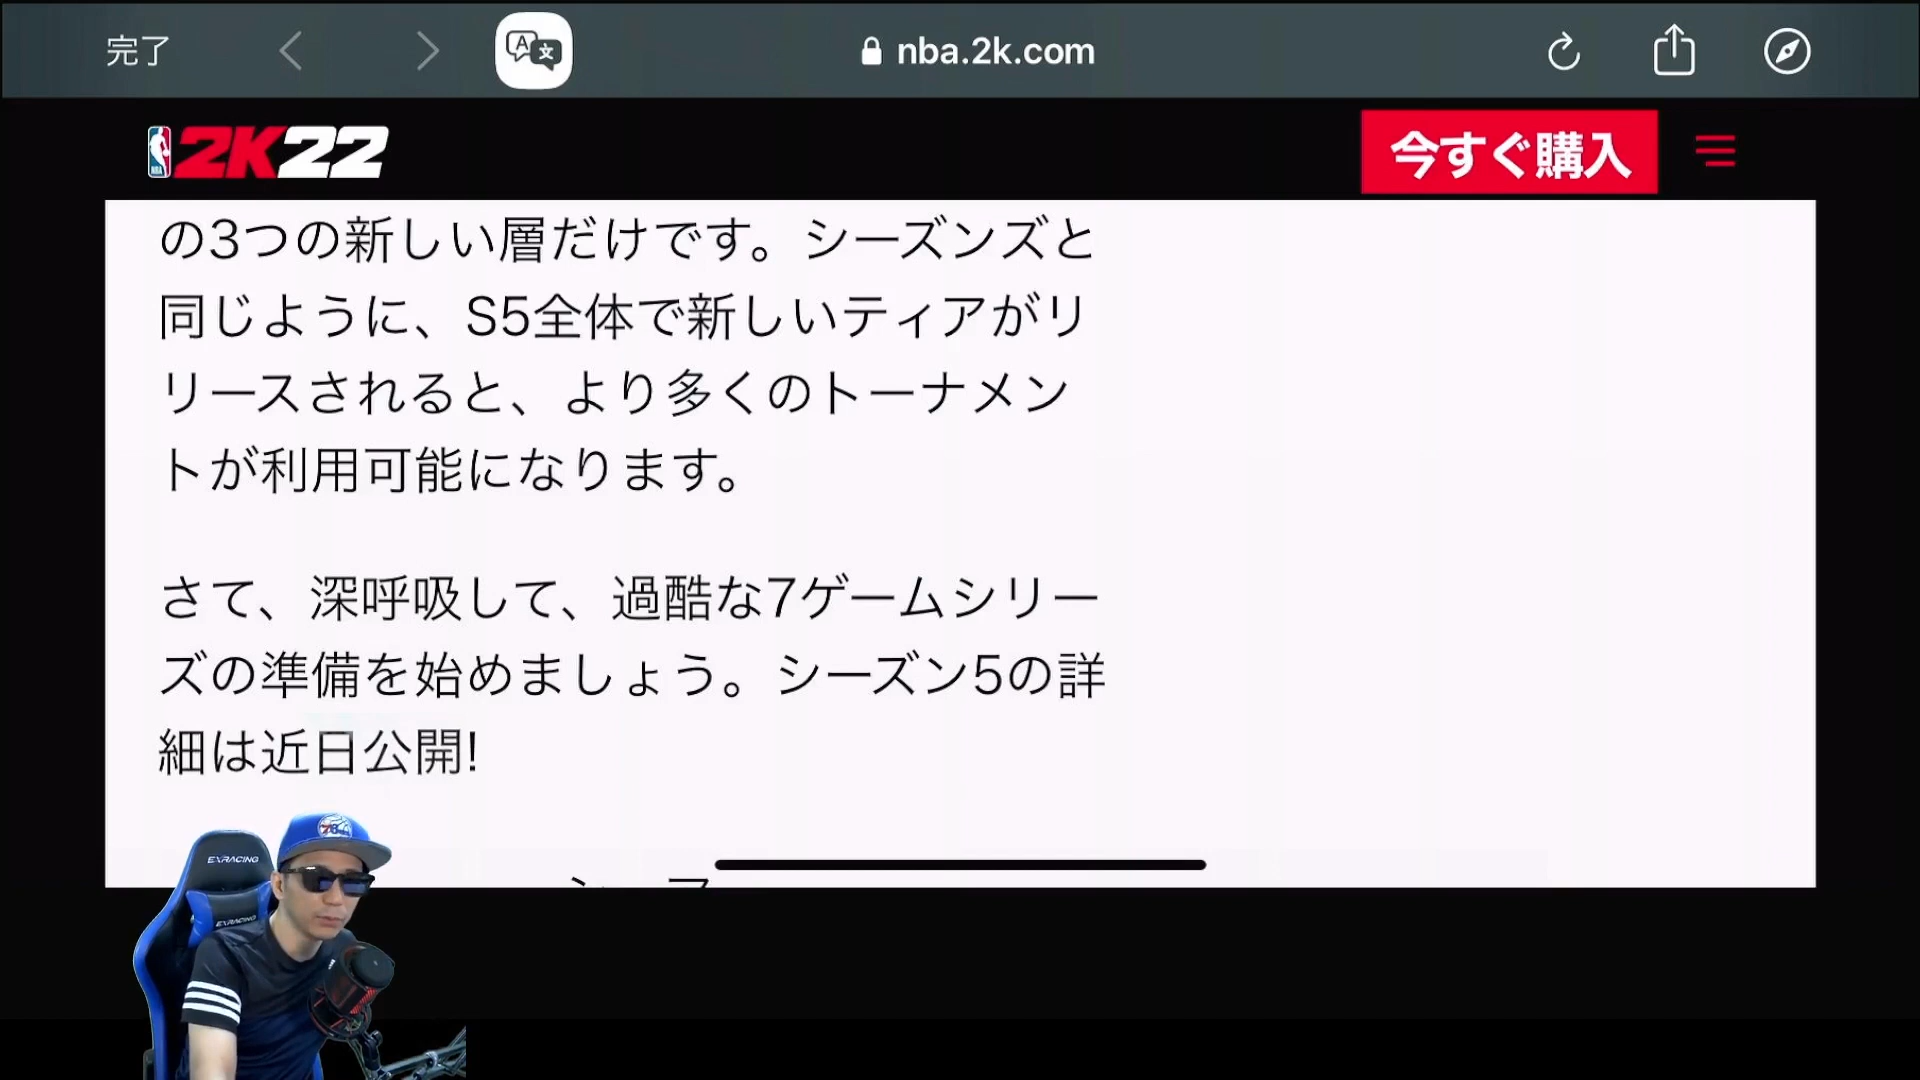 完了
nba.2k.com
NBA 2K22
今すぐ購入
の3つの新しい層だけです。シーズンズと
同じように、S5全体で新しいティアがリ
リースされると、より多くのトーナメン
トが利用可能になります。
さて、深呼吸して、過酷な7ゲームシリー
ズの準備を始めましょう。シーズン5の詳
細は近日公開!
EXRACING
EXRACING